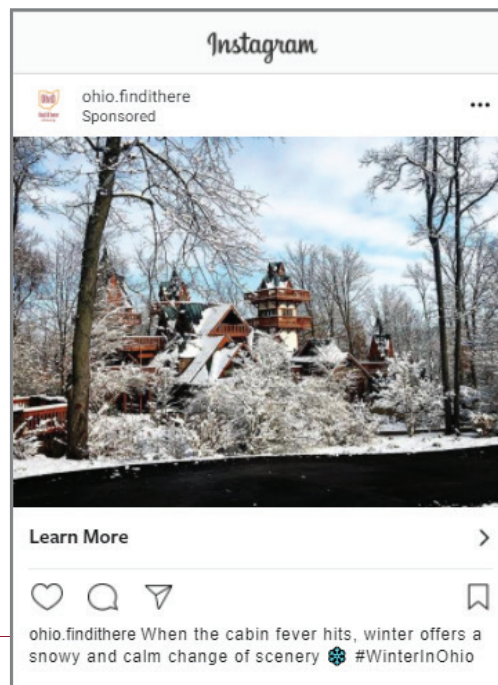 Instagram
ohio.findithere
Sponsored
Learn More
ohio.findithere When the cabin fever hits, winter offers a
snowy and calm change of scenery ❄ #WinterInOhio